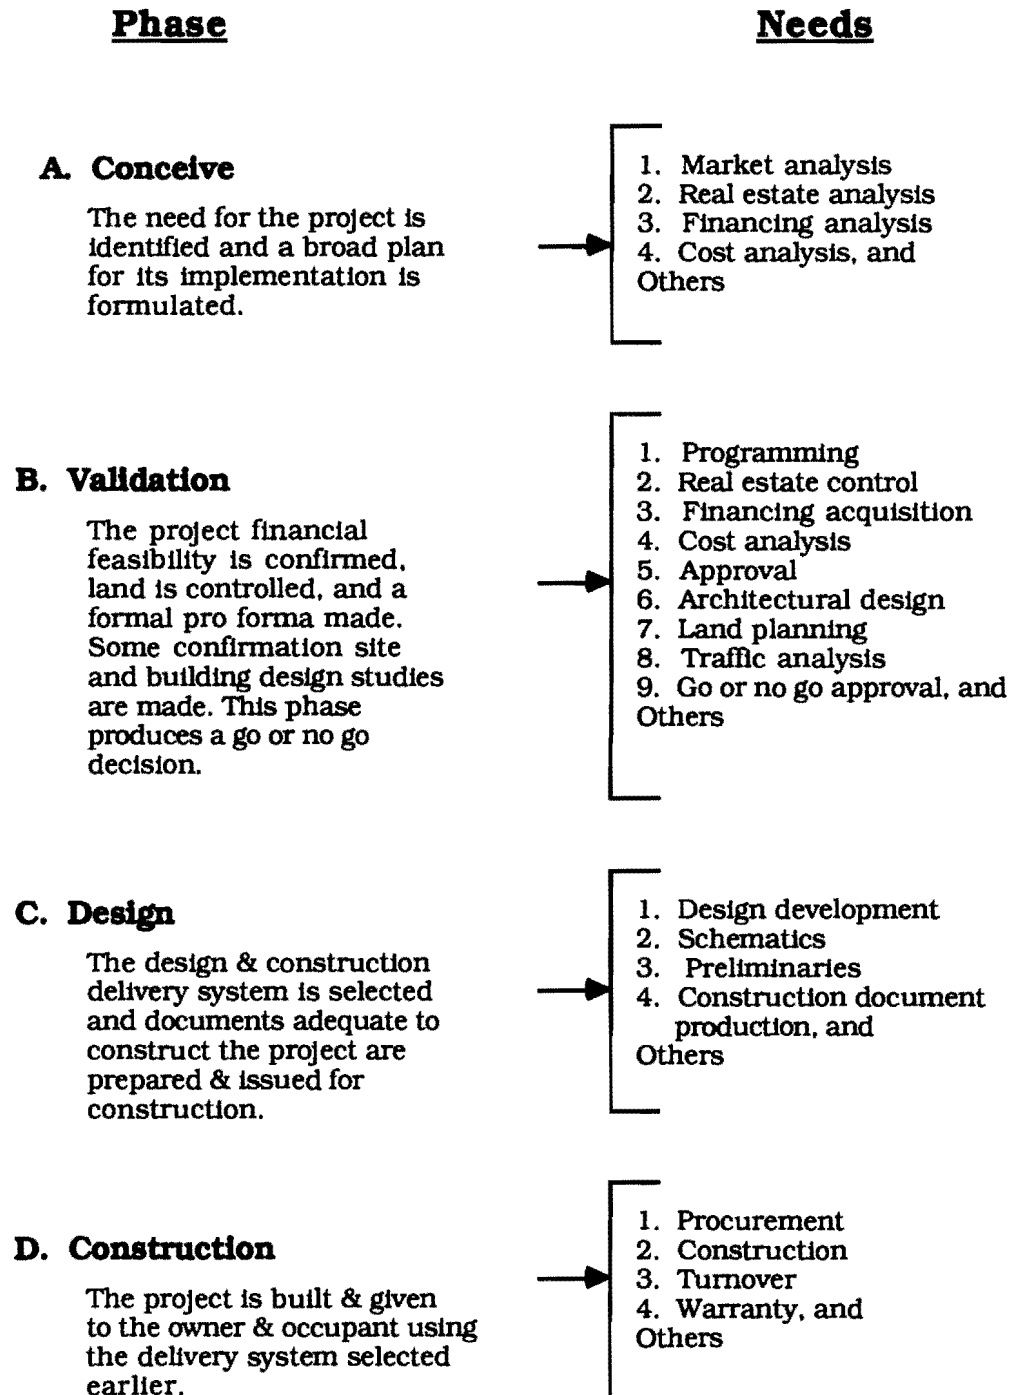 Phase
Needs
A. Conceive
The need for the project is
identified and a broad plan
for its implementation is
formulated.
1. Market analysis
2. Real estate analysis
3. Financing analysis
4. Cost analysis, and
Others
B. Validation
The project financial
feasibility is confirmed,
land is controlled, and a
formal pro forma made.
Some confirmation site
and building design studies
are made. This phase
produces a go or no go
decision.
1. Programming
2. Real estate control
3. Financing acquisition
4. Cost analysis
5. Approval
6. Architectural design
7. Land planning
8. Traffic analysis
9. Go or no go approval, and
Others
C. Design
The design & construction
delivery system is selected
and documents adequate to
construct the project are
prepared & issued for
construction.
1. Design development
2. Schematics
3. Preliminaries
4. Construction document
production, and
Others
D. Construction
The project is built & given
to the owner & occupant using
the delivery system selected
earlier.
1. Procurement
2. Construction
3. Turnover
4. Warranty, and
Others